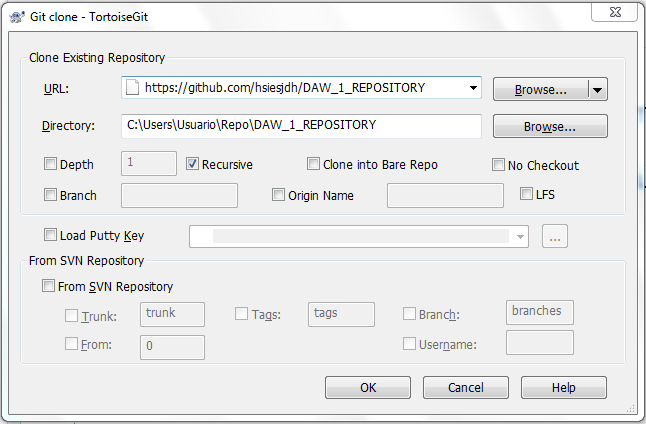 Git clone - TortoiseGit
Clone Existing Repository
URL: https://github.com/hsiesjdh/DAW_1_REPOSITORY Browse...
Directory: C:\Users\Usuario\Repo\DAW_1_REPOSITORY Browse...
Depth 1 Recursive Clone into Bare Repo No Checkout
Branch Origin Name LFS
Load Putty Key ...
From SVN Repository
From SVN Repository
Trunk: trunk Tags: tags Branch: branches
From: 0 Username:
OK Cancel Help